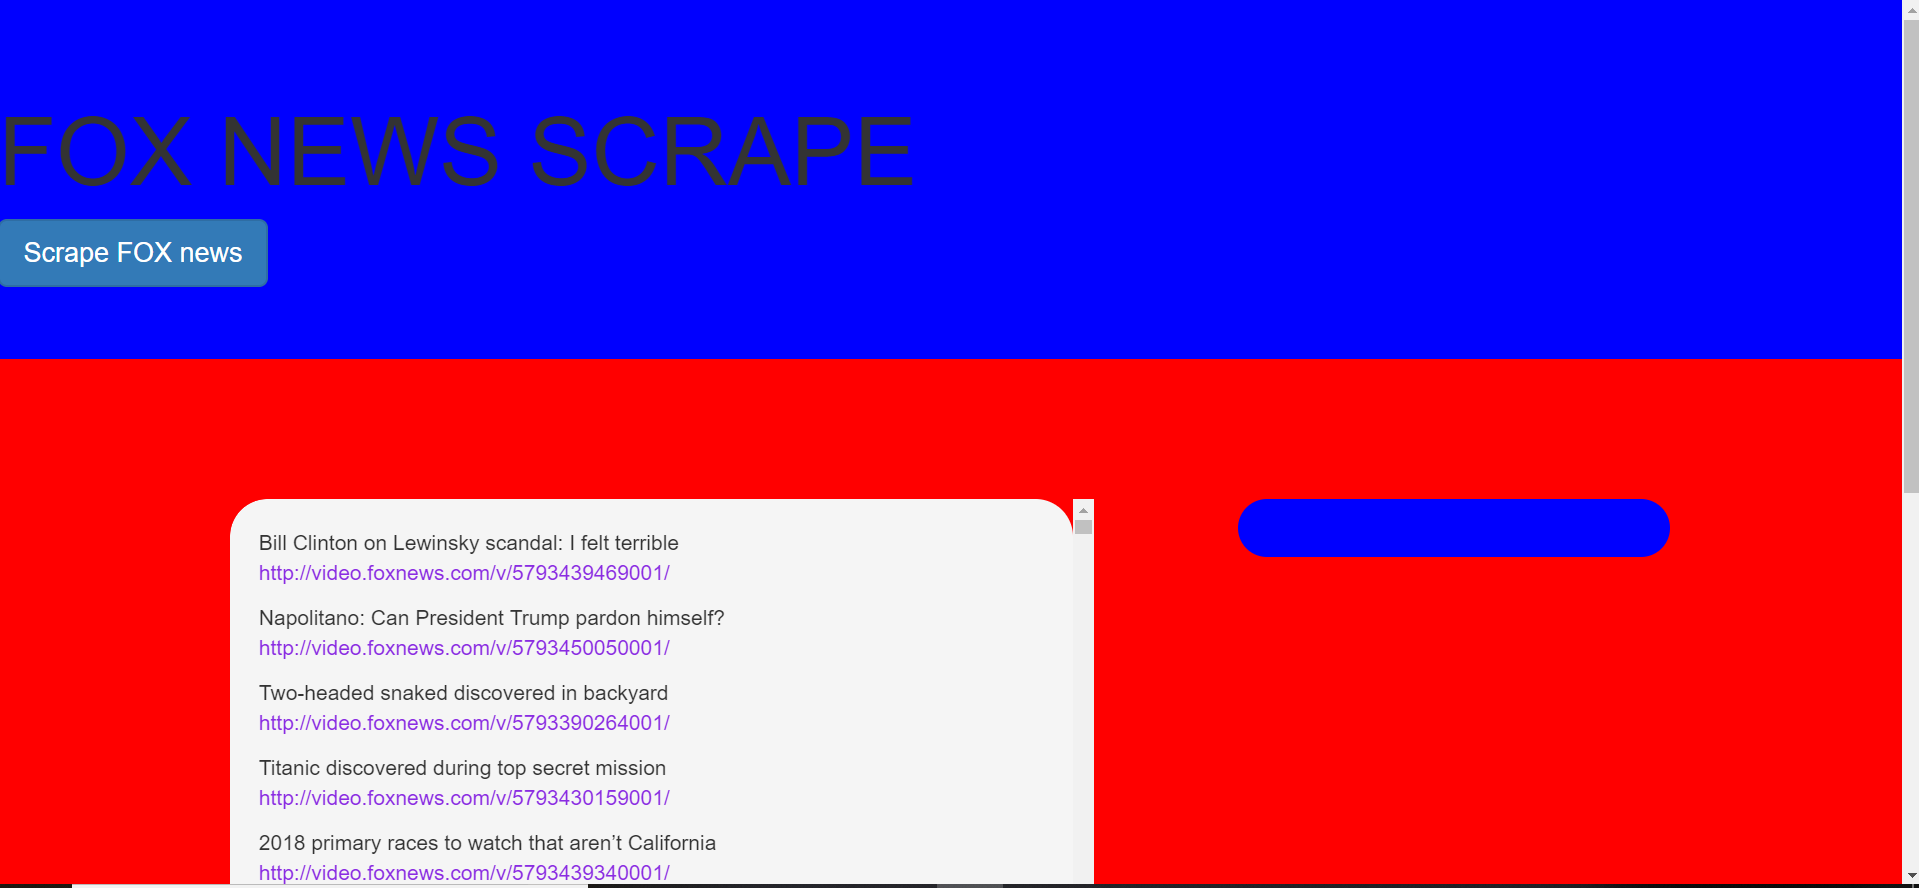 FOX NEWS SCRAPE
Scrape FOX news
Bill Clinton on Lewinsky scandal: I felt terrible
http://video.foxnews.com/v/5793439469001/
Napolitano: Can President Trump pardon himself?
http://video.foxnews.com/v/5793450050001/
Two-headed snaked discovered in backyard
http://video.foxnews.com/v/5793390264001/
Titanic discovered during top secret mission
http://video.foxnews.com/v/5793430159001/
2018 primary races to watch that aren’t California
http://video.foxnews.com/v/5793439340001/